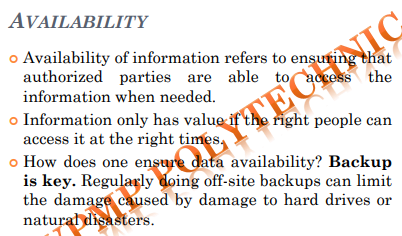 AVAILABILITY
Availability of information refers to ensuring that
authorized parties are able to access the
information when needed.
Information only has value if the right people can
access it at the right times.
How does one ensure data availability? Backup
is key. Regularly doing off-site backups can limit
the damage caused by damage to hard drives or
natural disasters.
VPMP POLYTECHNIC